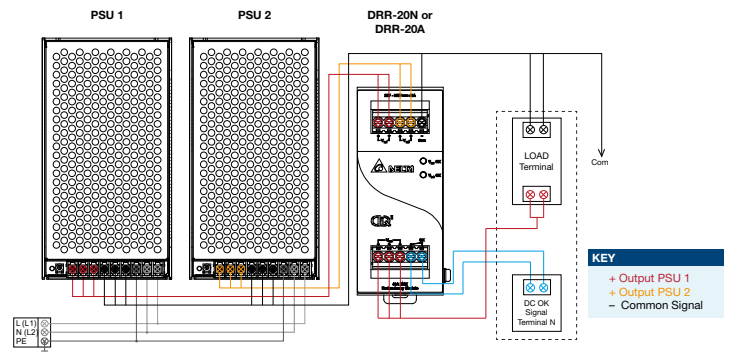 PSU 1
PSU 2
DRR-20N or
DRR-20A
DELTA
LOAD
Terminal
Com
DC OK
Signal
Terminal N
KEY
+ Output PSU 1
+ Output PSU 2
– Common Signal
L (L1)
N (L2)
PE